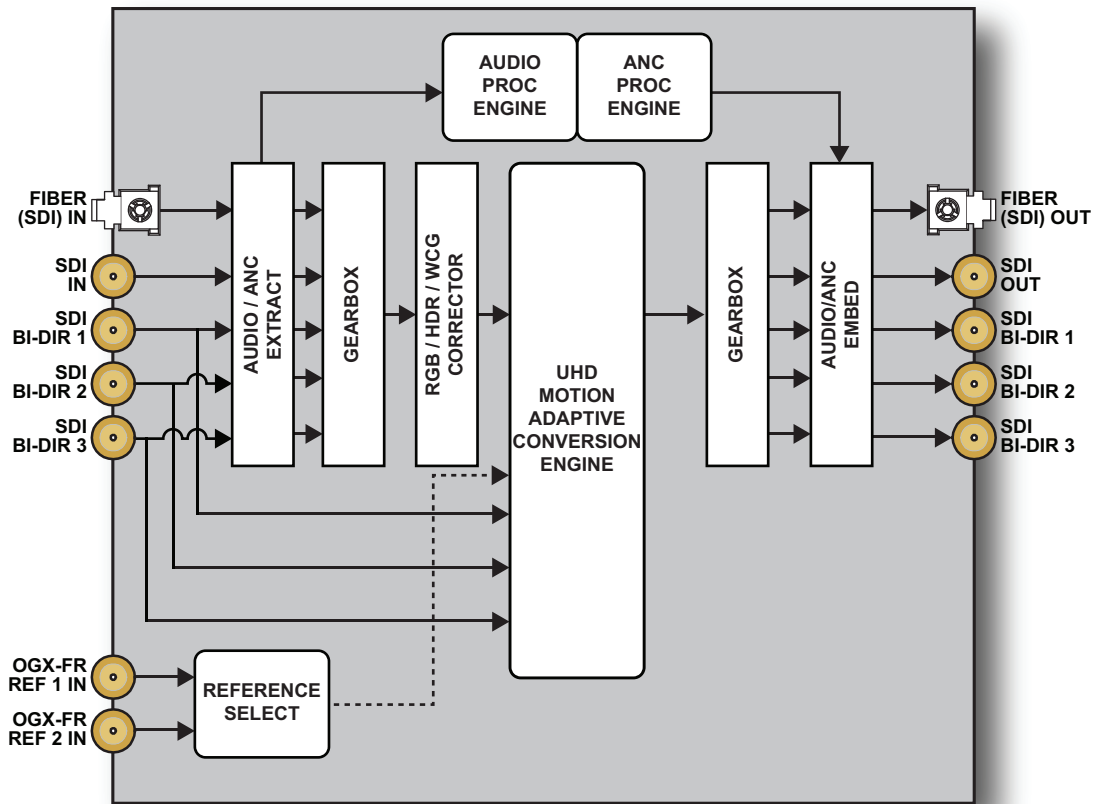 AUDIO
PROC
ENGINE
ANC
PROC
ENGINE
FIBER
(SDI) IN
SDI
IN
SDI
BI-DIR 1
SDI
BI-DIR 2
SDI
BI-DIR 3
AUDIO / ANC
EXTRACT
GEARBOX
RGB / HDR / WCG
CORRECTOR
UHD
MOTION
ADAPTIVE
CONVERSION
ENGINE
GEARBOX
AUDIO/ANC
EMBED
FIBER
(SDI) OUT
SDI
OUT
SDI
BI-DIR 1
SDI
BI-DIR 2
SDI
BI-DIR 3
OGX-FR
REF 1 IN
OGX-FR
REF 2 IN
REFERENCE
SELECT